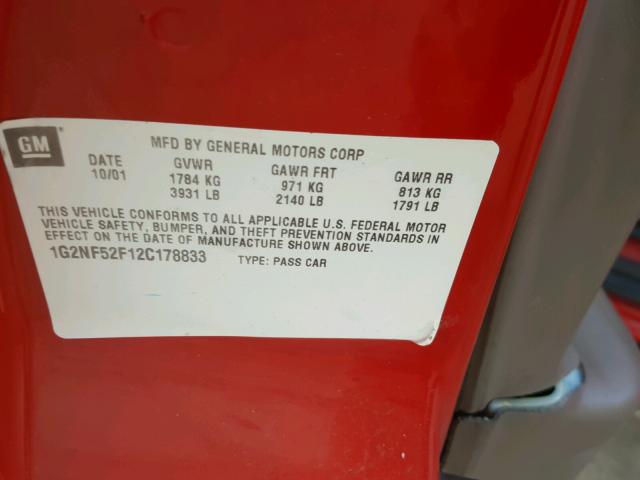 GM
MFD BY GENERAL MOTORS CORP
DATE GVWR GAWR FRT GAWR RR
10/01 1784 KG 971 KG 813 KG
3931 LB 2140 LB 1791 LB
THIS VEHICLE CONFORMS TO ALL APPLICABLE U.S. FEDERAL MOTOR
VEHICLE SAFETY, BUMPER, AND THEFT PREVENTION STANDARDS IN
EFFECT ON THE DATE OF MANUFACTURE SHOWN ABOVE.
1G2NF52F12C178833 TYPE: PASS CAR